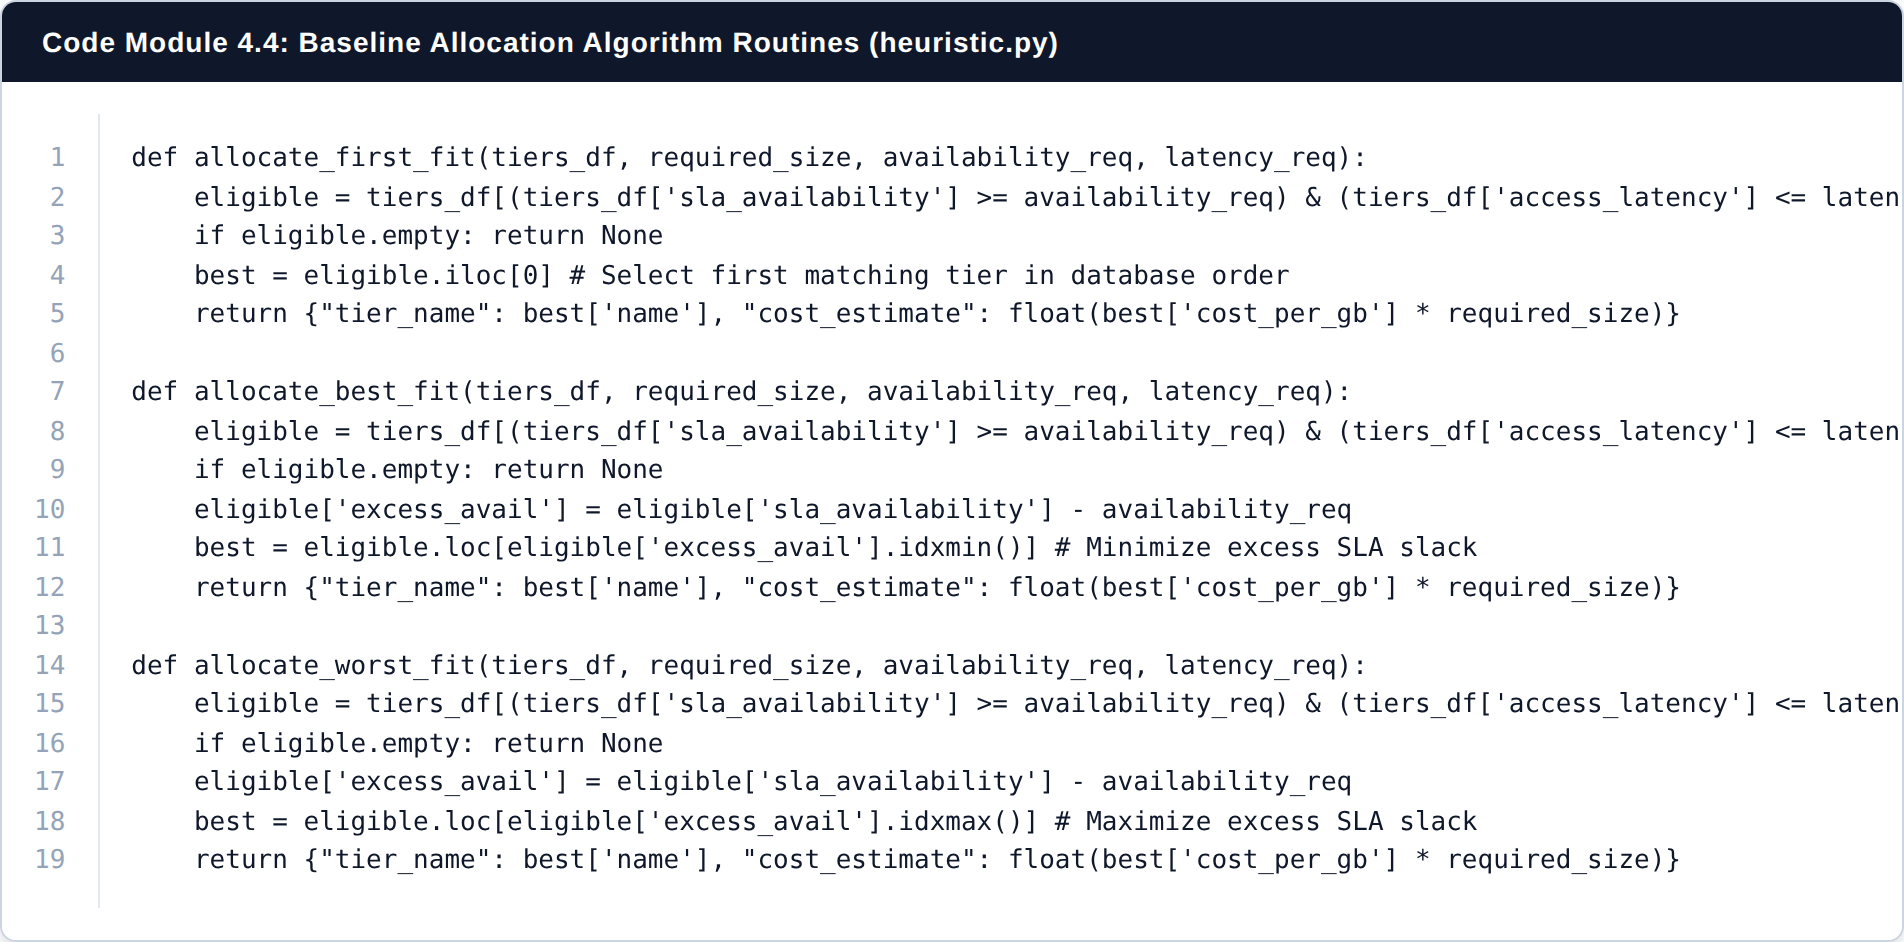 Code Module 4.4: Baseline Allocation Algorithm Routines (heuristic.py)
1 def allocate_first_fit(tiers_df, required_size, availability_req, latency_req):
2     eligible = tiers_df[(tiers_df['sla_availability'] >= availability_req) & (tiers_df['access_latency'] <= laten
3     if eligible.empty: return None
4     best = eligible.iloc[0] # Select first matching tier in database order
5     return {"tier_name": best['name'], "cost_estimate": float(best['cost_per_gb'] * required_size)}
6
7 def allocate_best_fit(tiers_df, required_size, availability_req, latency_req):
8     eligible = tiers_df[(tiers_df['sla_availability'] >= availability_req) & (tiers_df['access_latency'] <= laten
9     if eligible.empty: return None
10     eligible['excess_avail'] = eligible['sla_availability'] - availability_req
11     best = eligible.loc[eligible['excess_avail'].idxmin()] # Minimize excess SLA slack
12     return {"tier_name": best['name'], "cost_estimate": float(best['cost_per_gb'] * required_size)}
13
14 def allocate_worst_fit(tiers_df, required_size, availability_req, latency_req):
15     eligible = tiers_df[(tiers_df['sla_availability'] >= availability_req) & (tiers_df['access_latency'] <= laten
16     if eligible.empty: return None
17     eligible['excess_avail'] = eligible['sla_availability'] - availability_req
18     best = eligible.loc[eligible['excess_avail'].idxmax()] # Maximize excess SLA slack
19     return {"tier_name": best['name'], "cost_estimate": float(best['cost_per_gb'] * required_size)}